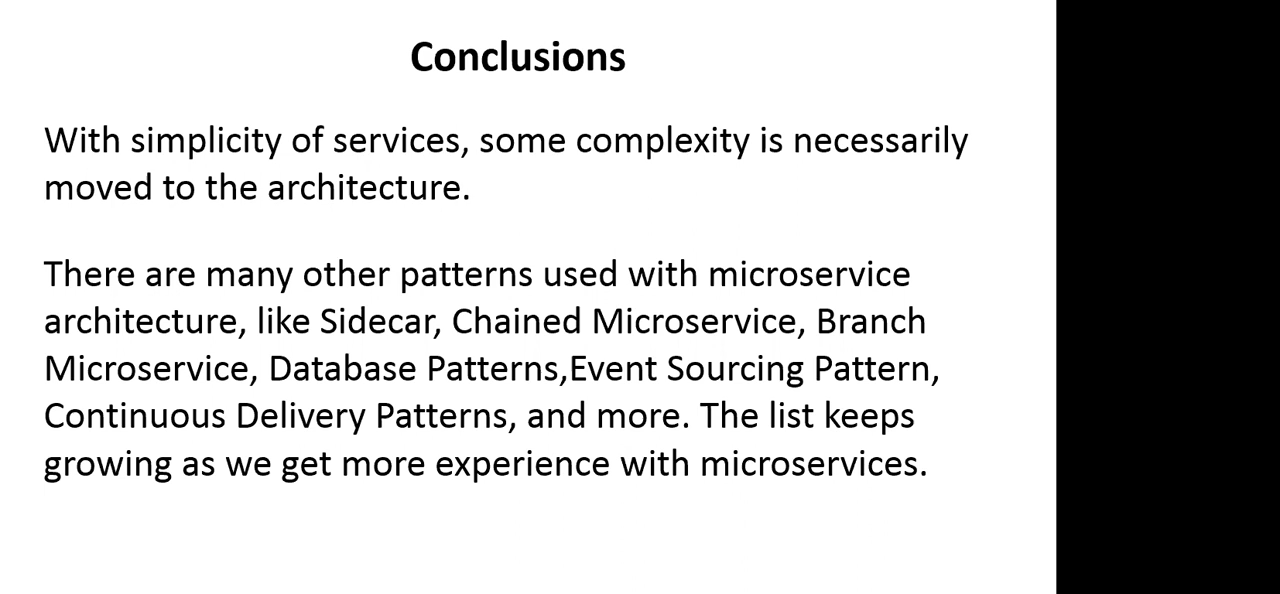 Conclusions
With simplicity of services, some complexity is necessarily
moved to the architecture.
There are many other patterns used with microservice
architecture, like Sidecar, Chained Microservice, Branch
Microservice, Database Patterns,Event Sourcing Pattern,
Continuous Delivery Patterns, and more. The list keeps
growing as we get more experience with microservices.